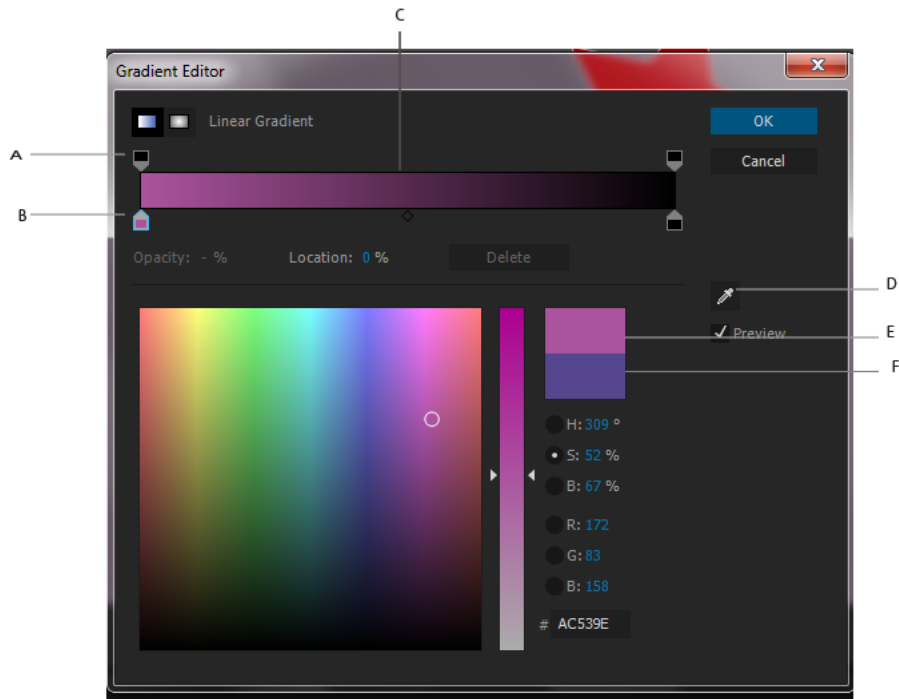 C
Gradient Editor
X
Linear Gradient
OK
A
Cancel
B
Opacity: - %
Location: 0 %
Delete
D
E
Preview
F
H: 309 °
S: 52 %
B: 67 %
R: 172
G: 83
B: 158
# AC539E